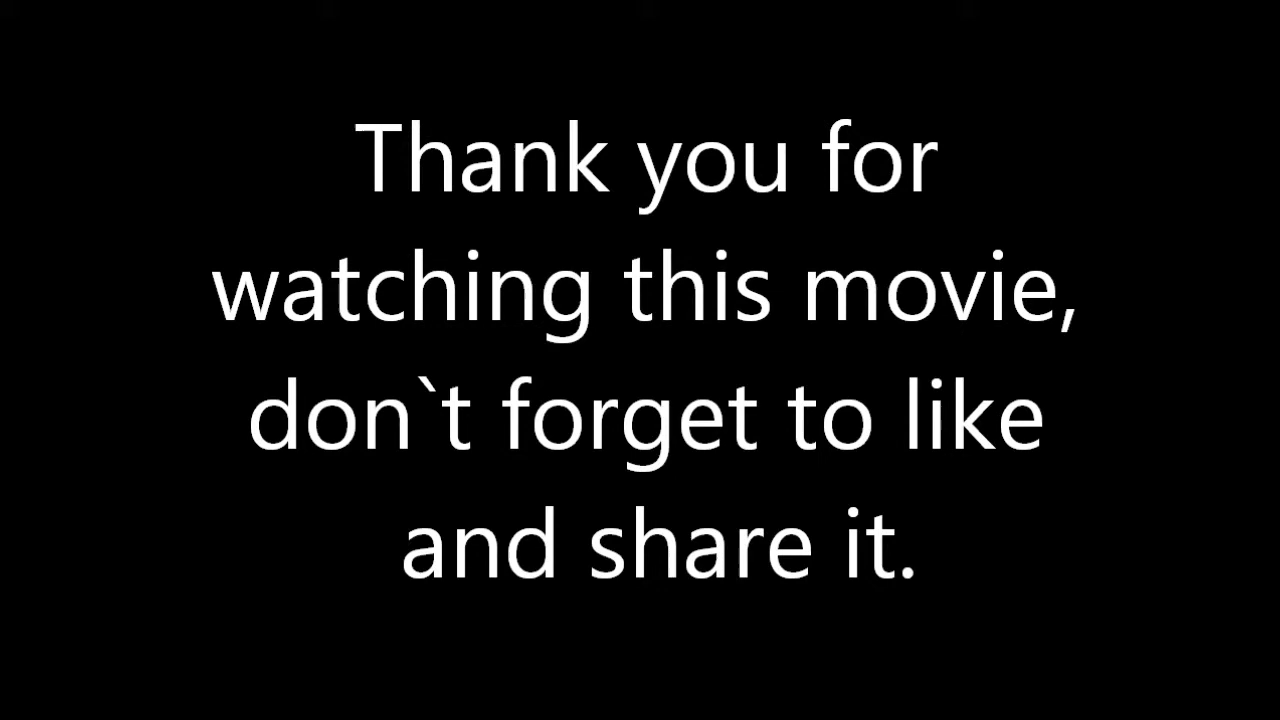 Thank you for
watching this movie,
don`t forget to like
and share it.